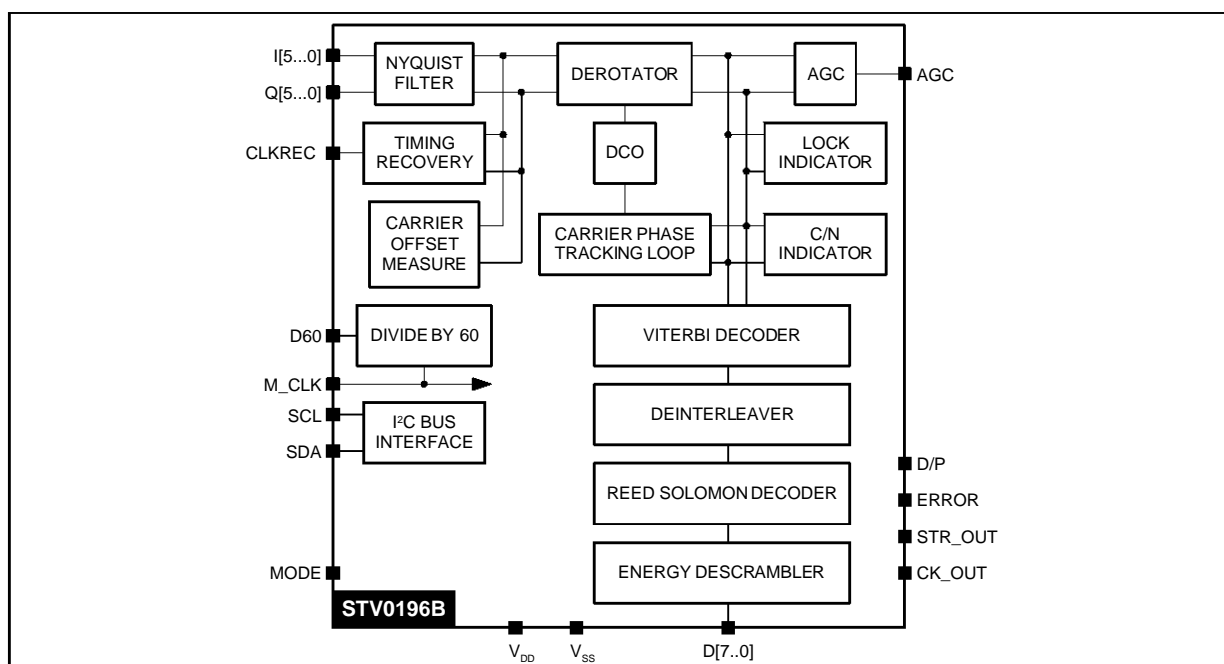 I[5...0]
NYQUIST
FILTER
DEROTATOR
AGC
AGC
Q[5...0]
CLKREC
TIMING
RECOVERY
DCO
LOCK
INDICATOR
CARRIER
OFFSET
MEASURE
CARRIER PHASE
TRACKING LOOP
C/N
INDICATOR
D60
DIVIDE BY 60
VITERBI DECODER
M_CLK
SCL
I²C BUS
INTERFACE
SDA
DEINTERLEAVER
D/P
REED SOLOMON DECODER
ERROR
STR_OUT
MODE
ENERGY DESCRAMBLER
CK_OUT
STV0196B
VDD
VSS
D[7..0]